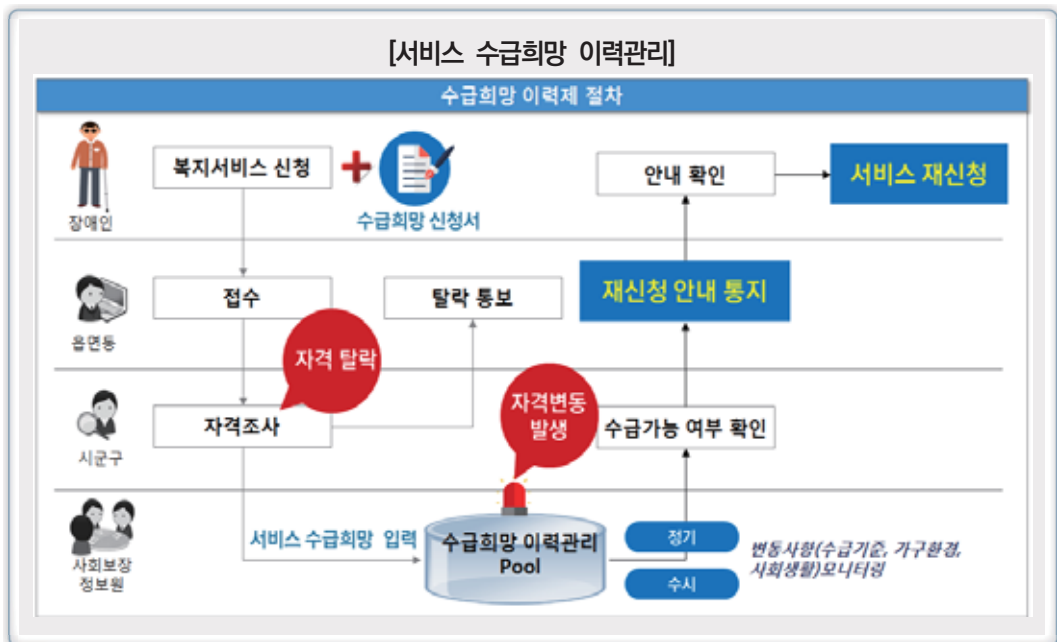 [서비스 수급희망 이력관리]
수급희망 이력제 절차
장애인
복지서비스 신청
수급희망 신청서
안내 확인
서비스 재신청
읍면동
접수
탈락 통보
재신청 안내 통지
자격 탈락
시군구
자격조사
자격변동
발생
수급가능 여부 확인
사회보장
정보원
서비스 수급희망 입력
수급희망 이력관리
Pool
정기
수시
변동사항(수급기준, 가구환경,
사회생활)모니터링